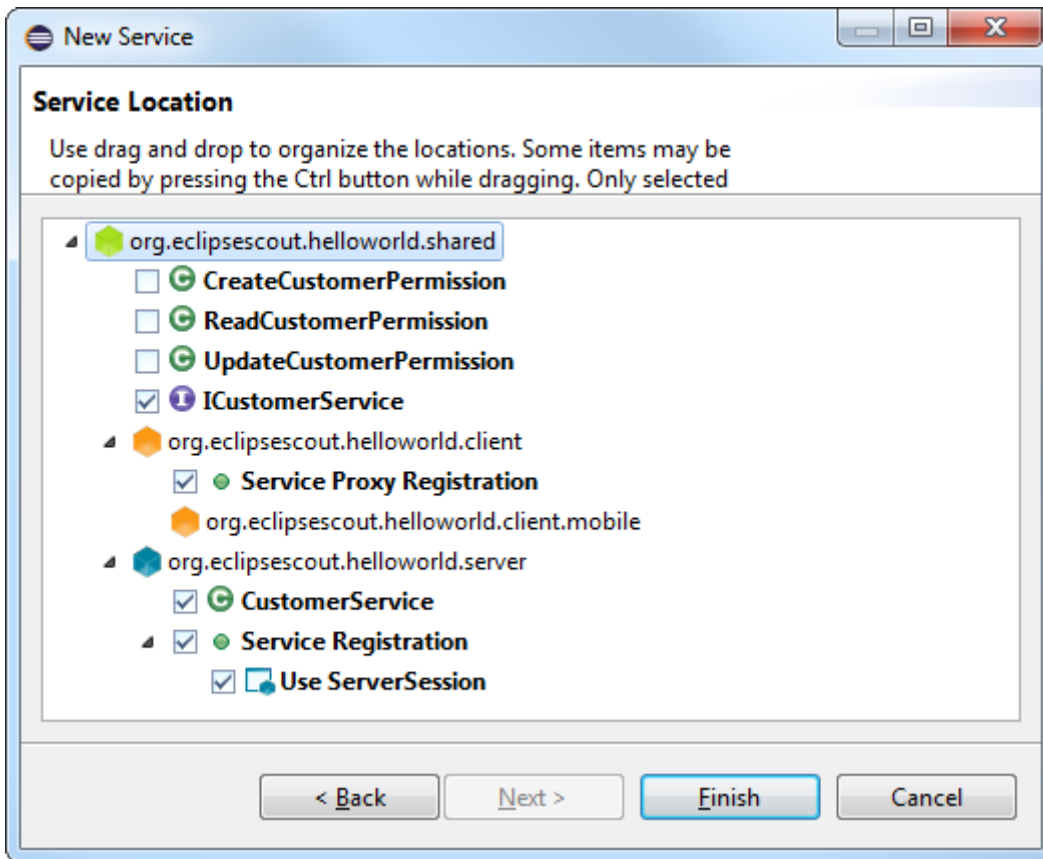 New Service
Service Location
Use drag and drop to organize the locations. Some items may be
copied by pressing the Ctrl button while dragging. Only selected
org.eclipsescout.helloworld.shared
CreateCustomerPermission
ReadCustomerPermission
UpdateCustomerPermission
ICustomerService
org.eclipsescout.helloworld.client
Service Proxy Registration
org.eclipsescout.helloworld.client.mobile
org.eclipsescout.helloworld.server
CustomerService
Service Registration
Use ServerSession
< Back Next > Finish Cancel